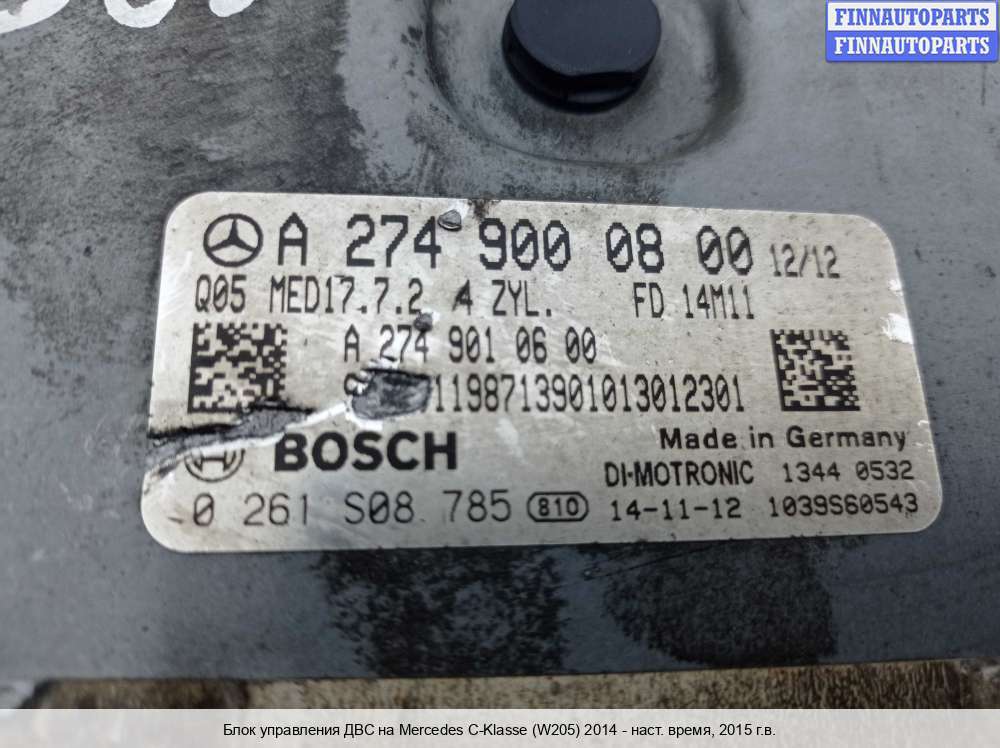 FINNAUTOPARTS
FINNAUTOPARTS
A 274 900 08 00 12/12
Q05 MED17.7.2 4 ZYL. FD 14M11
A 274 901 06 00
1198713901013012301
BOSCH Made in Germany
DI-MOTRONIC 1344 0532
0 261 S08 785 810 14-11-12 1039S60543
Блок управления ДВС на Mercedes C-Klasse (W205) 2014 - наст. время, 2015 г.в.